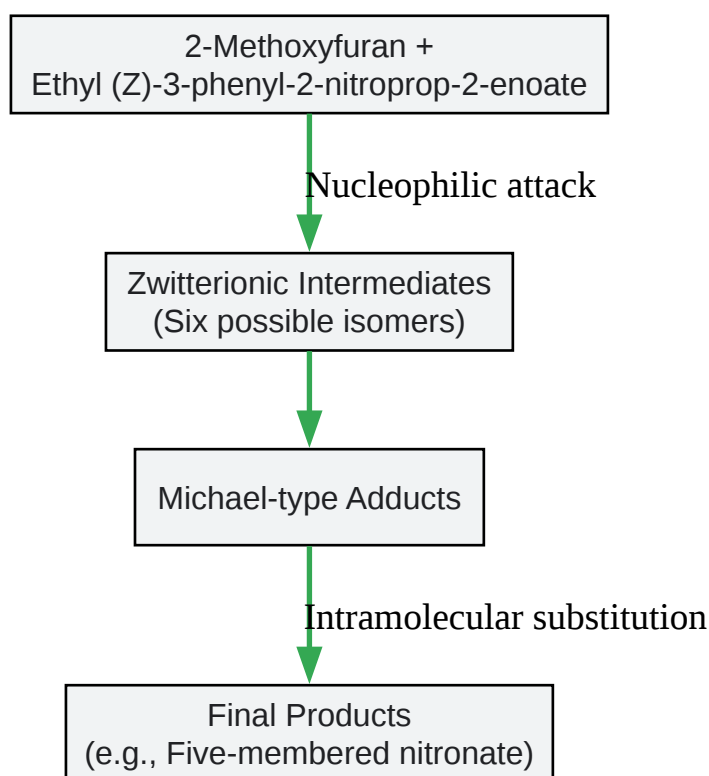 2-Methoxyfuran +
Ethyl (Z)-3-phenyl-2-nitroprop-2-enoate
Nucleophilic attack
Zwitterionic Intermediates
(Six possible isomers)
Michael-type Adducts
Intramolecular substitution
Final Products
(e.g., Five-membered nitronate)